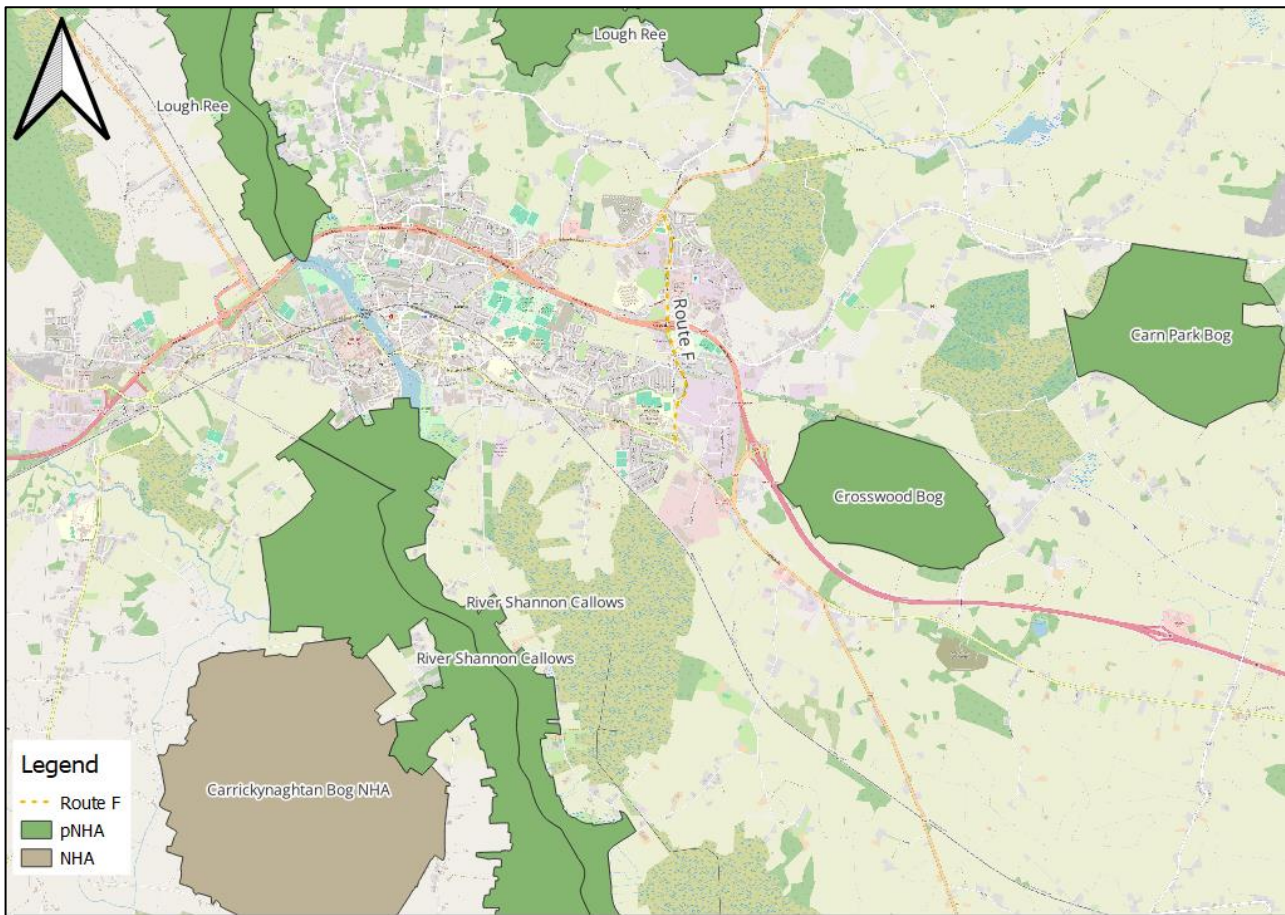 Lough Ree
Lough Ree
Route F
Carn Park Bog
Crosswood Bog
River Shannon Callows
River Shannon Callows
Carrickynaghtan Bog NHA
Legend
Route F
pNHA
NHA